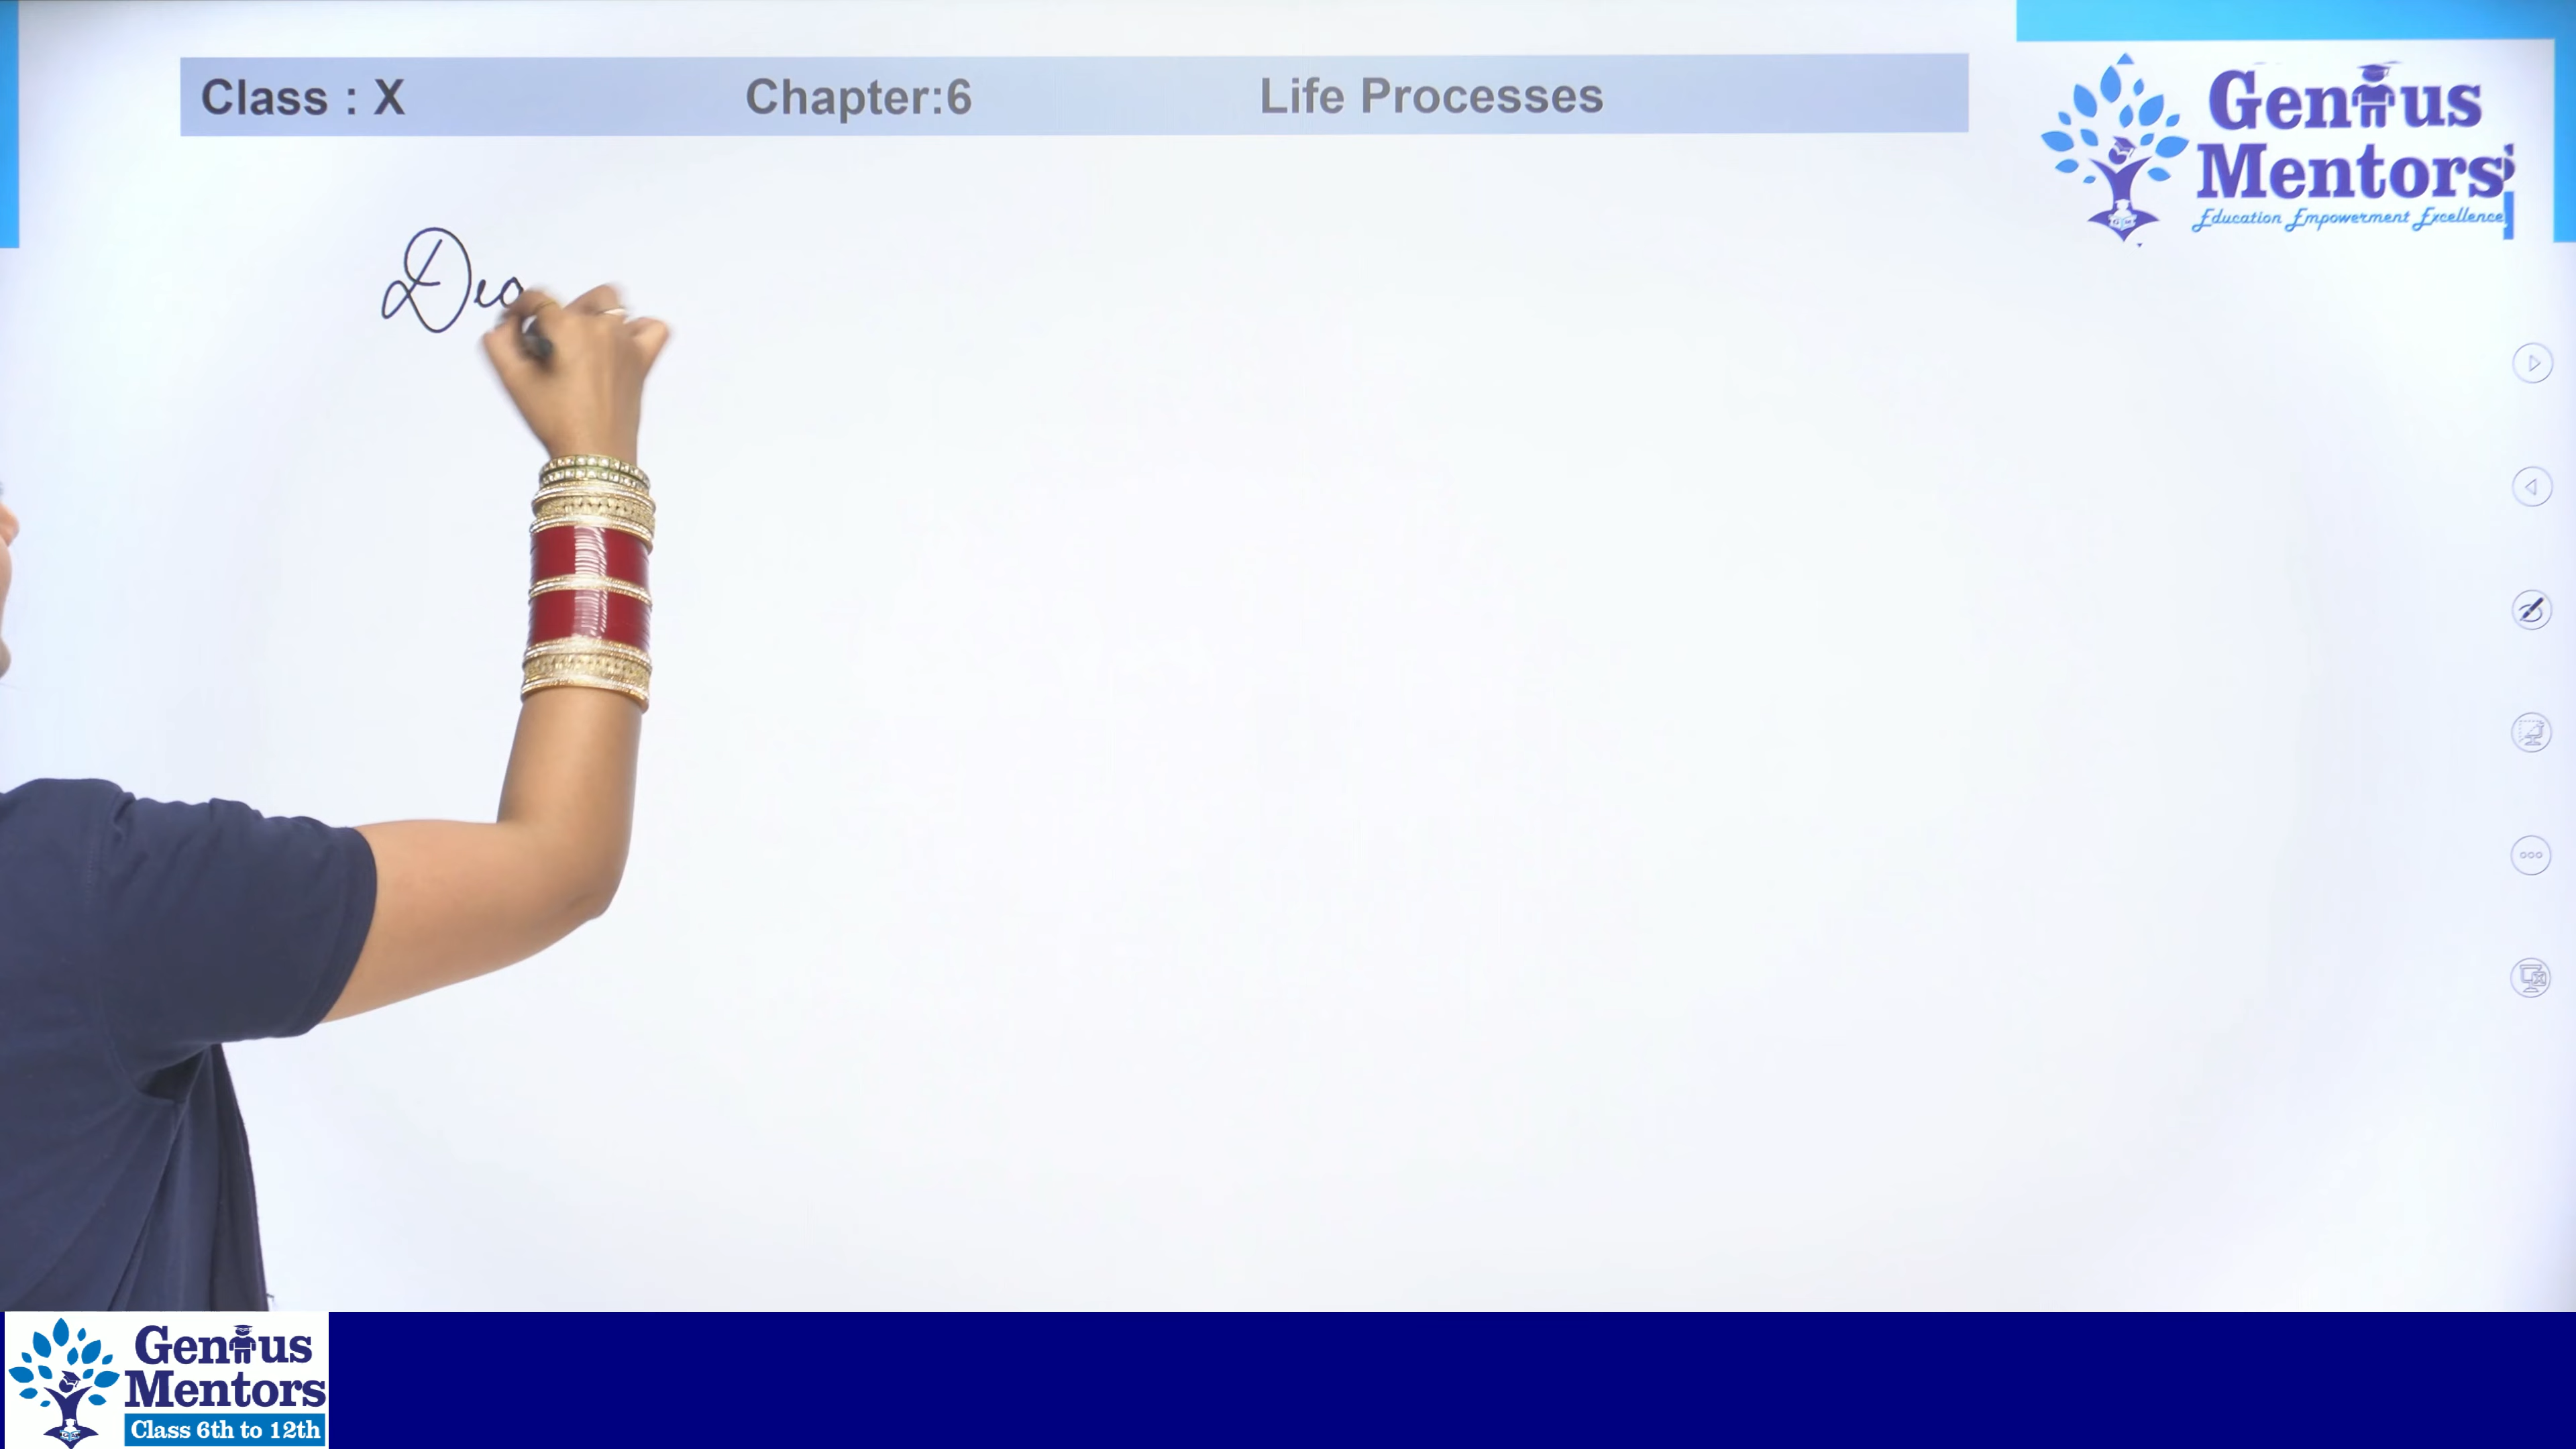 Class : X Chapter:6 Life Processes
Genius
Mentors
Education Empowerment Excellence
Genius
Mentors
Class 6th to 12th